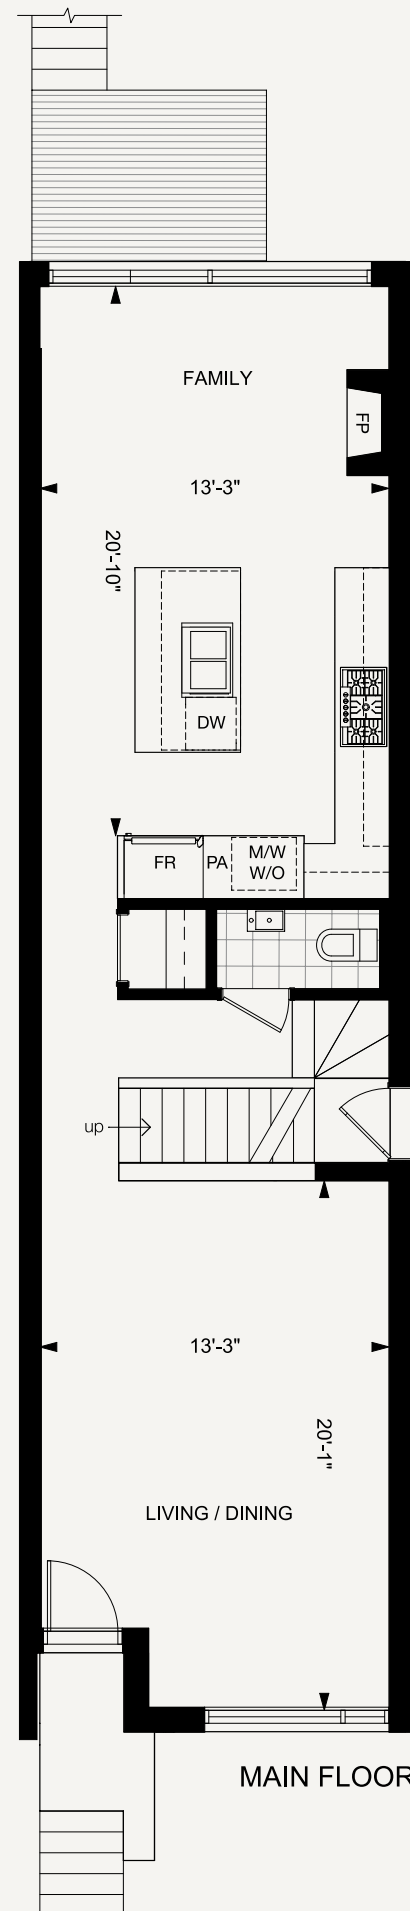 FAMILY
FP
13'-3"
20'-10"
DW
FR
PA
M/W
W/O
up
13'-3"
20'-1"
LIVING / DINING
MAIN FLOOR